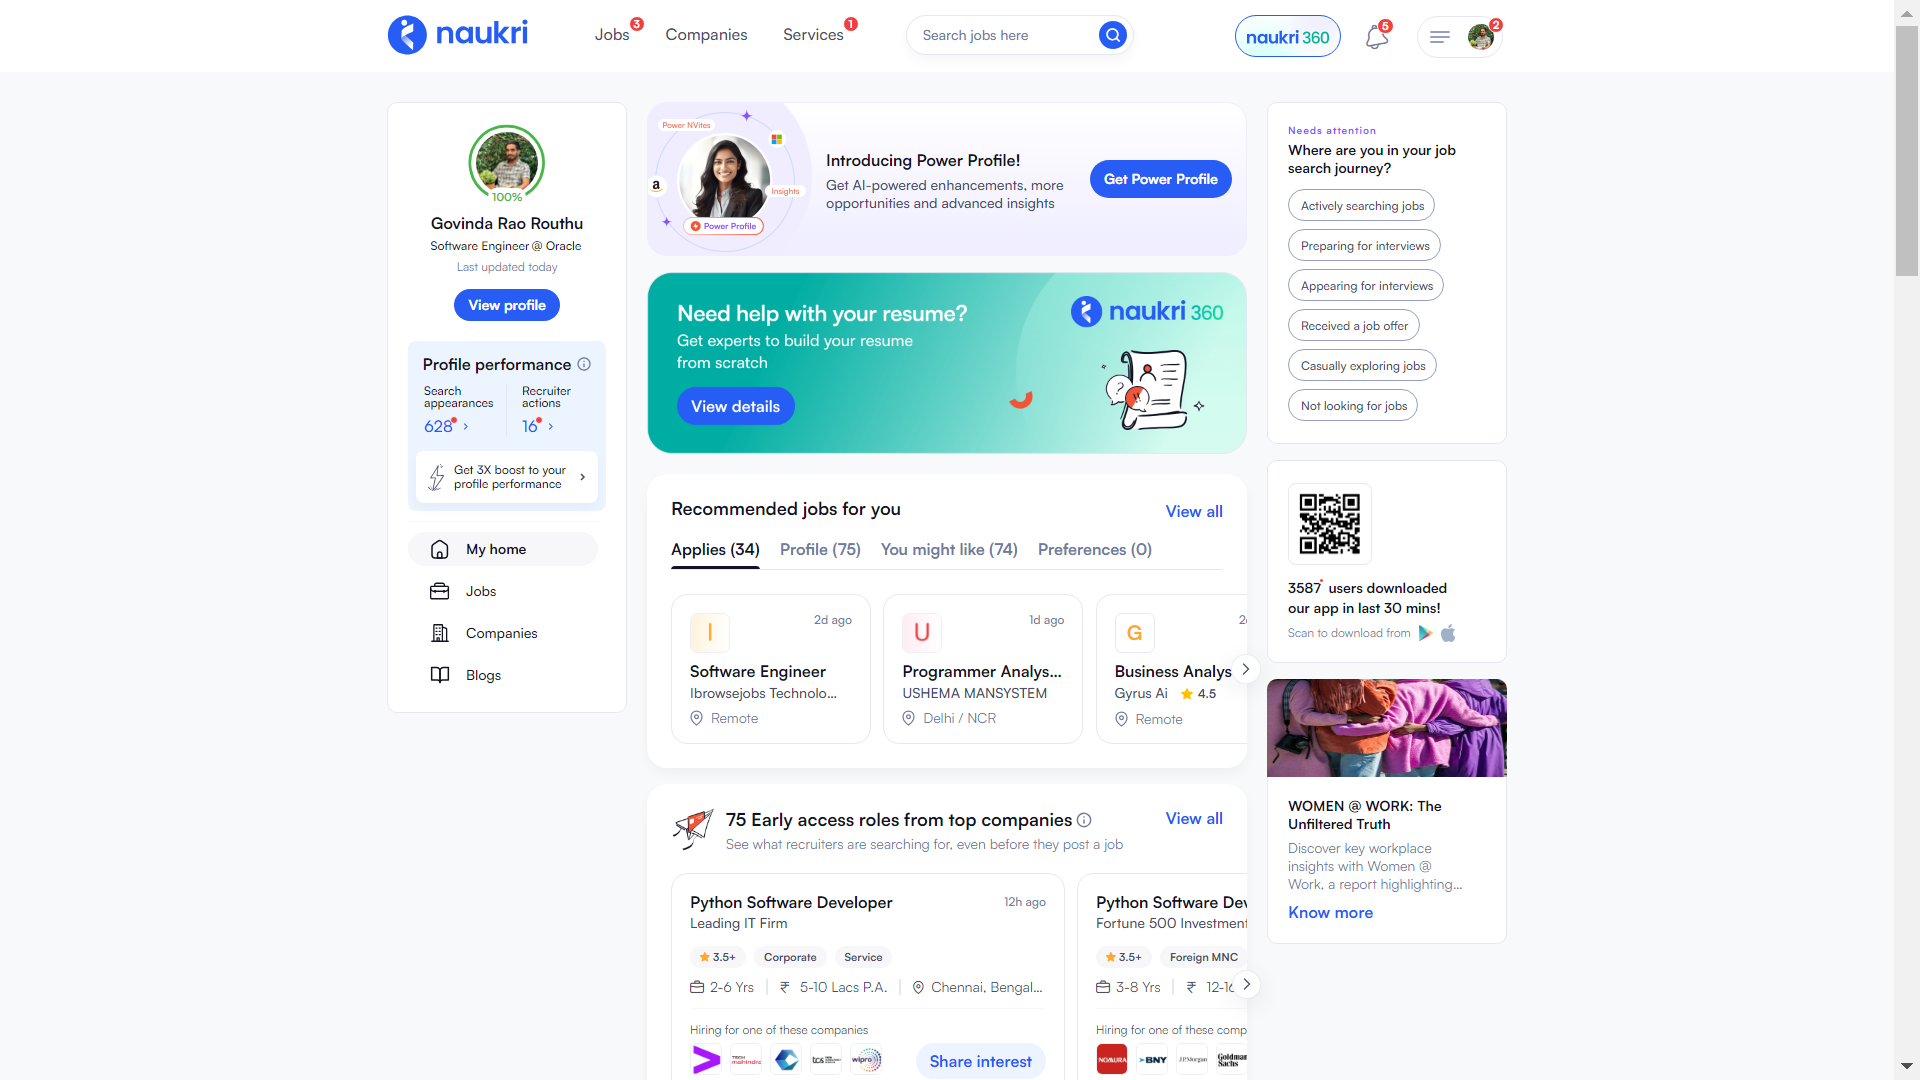 naukri
Jobs 3
Companies
Services 1
Search jobs here
naukri 360
5
2
100%
Govinda Rao Routhu
Software Engineer @ Oracle
Last updated today
View profile
Profile performance
Search appearances
628
Recruiter actions
16
Get 3X boost to your
profile performance
My home
Jobs
Companies
Blogs
Power NVites
a
Insights
Power Profile
Introducing Power Profile!
Get AI-powered enhancements, more
opportunities and advanced insights
Get Power Profile
Need help with your resume?
Get experts to build your resume
from scratch
View details
naukri 360
Recommended jobs for you
View all
Applies (34) Profile (75) You might like (74) Preferences (0)
I
2d ago
Software Engineer
Ibrowsejobs Technolo...
Remote
U
1d ago
Programmer Analys...
USHEMA MANSYSTEM
Delhi / NCR
G
2
Business Analys
Gyrus Ai 4.5
Remote
75 Early access roles from top companies
View all
See what recruiters are searching for, even before they post a job
Python Software Developer
12h ago
Leading IT Firm
3.5+ Corporate Service
2-6 Yrs ₹ 5-10 Lacs P.A. Chennai, Bengal...
Hiring for one of these companies
TECH mahindra
tcs
wipro
Share interest
Python Software Dev
Fortune 500 Investment
3.5+ Foreign MNC
3-8 Yrs ₹ 12-16
Hiring for one of these comp
NOMURA
BNY
J.P.Morgan
Goldman
Sachs
Needs attention
Where are you in your job
search journey?
Actively searching jobs
Preparing for interviews
Appearing for interviews
Received a job offer
Casually exploring jobs
Not looking for jobs
3587* users downloaded
our app in last 30 mins!
Scan to download from
WOMEN @ WORK: The
Unfiltered Truth
Discover key workplace
insights with Women @
Work, a report highlighting...
Know more